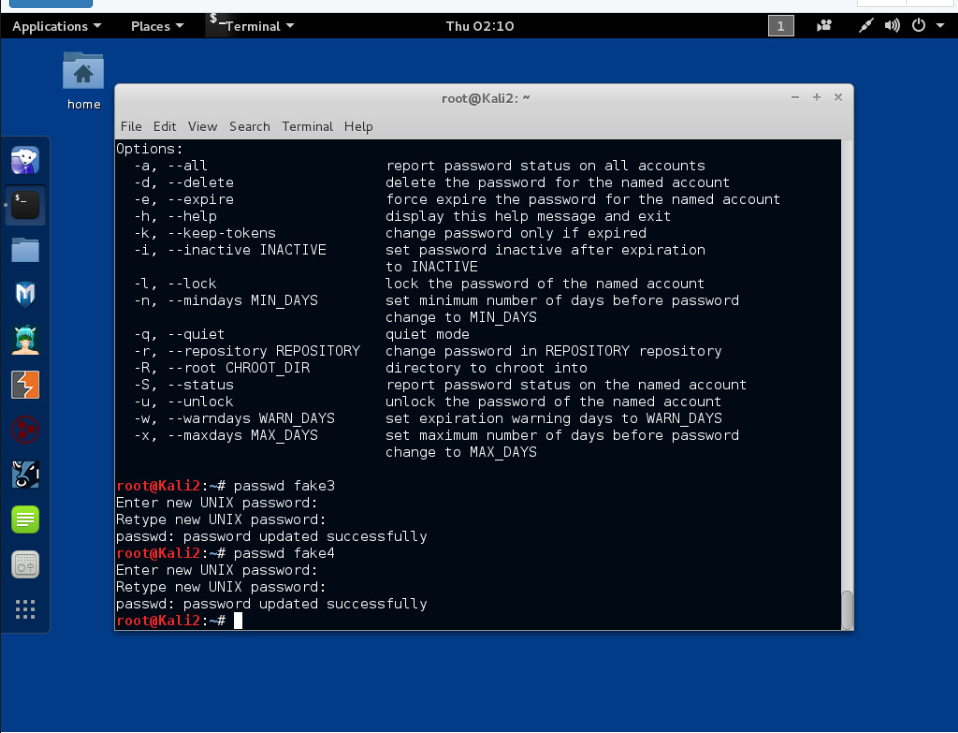 Applications Places $_Terminal Thu 02:10 1
home
root@Kali2: ~
File Edit View Search Terminal Help
Options:
-a, --all report password status on all accounts
-d, --delete delete the password for the named account
-e, --expire force expire the password for the named account
-h, --help display this help message and exit
-k, --keep-tokens change password only if expired
-i, --inactive INACTIVE set password inactive after expiration
to INACTIVE
-l, --lock lock the password of the named account
-n, --mindays MIN_DAYS set minimum number of days before password
change to MIN_DAYS
-q, --quiet quiet mode
-r, --repository REPOSITORY change password in REPOSITORY repository
-R, --root CHROOT_DIR directory to chroot into
-S, --status report password status on the named account
-u, --unlock unlock the password of the named account
-w, --warndays WARN_DAYS set expiration warning days to WARN_DAYS
-x, --maxdays MAX_DAYS set maximum number of days before password
change to MAX_DAYS
root@Kali2:~# passwd fake3
Enter new UNIX password:
Retype new UNIX password:
passwd: password updated successfully
root@Kali2:~# passwd fake4
Enter new UNIX password:
Retype new UNIX password:
passwd: password updated successfully
root@Kali2:~#